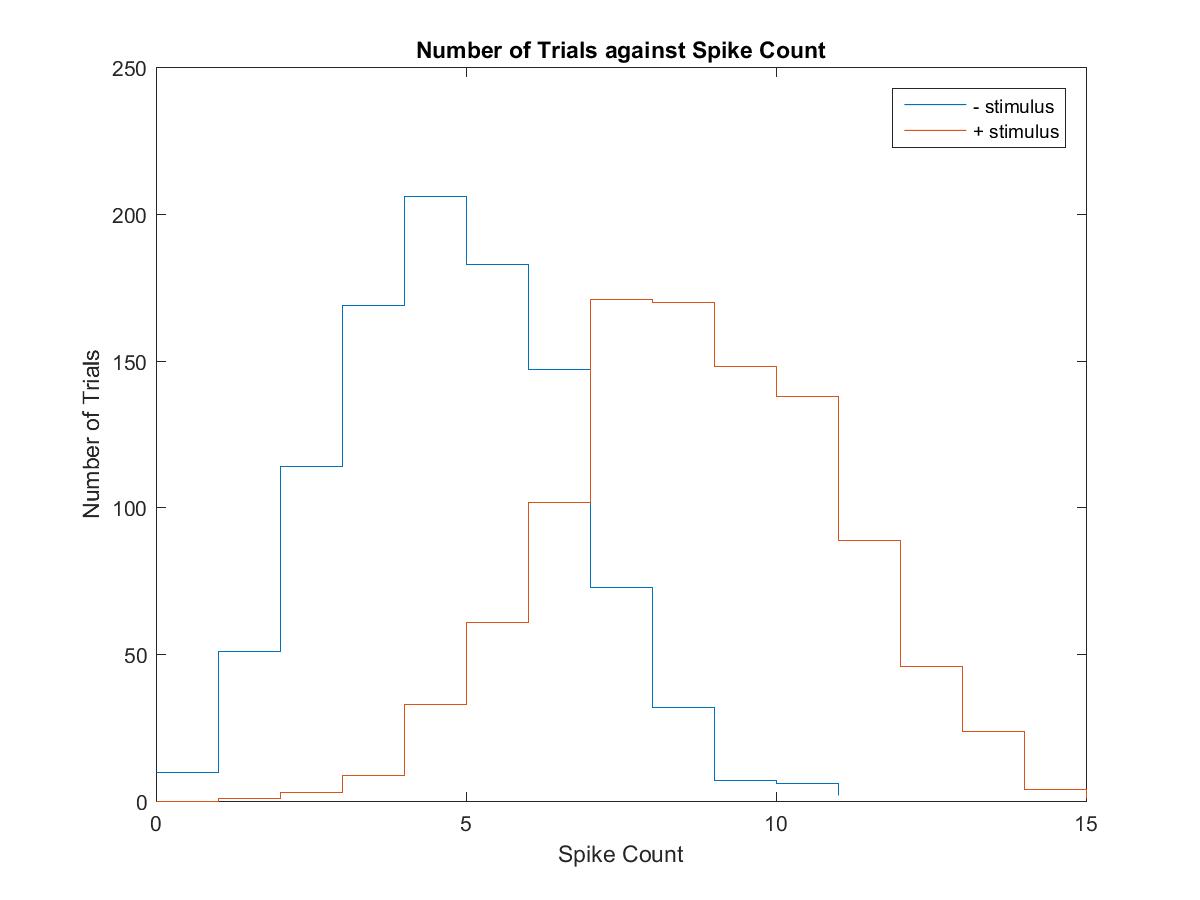 Number of Trials against Spike Count
250
- stimulus
+ stimulus
200
150
Number of Trials
100
50
0
0 5 10 15
Spike Count